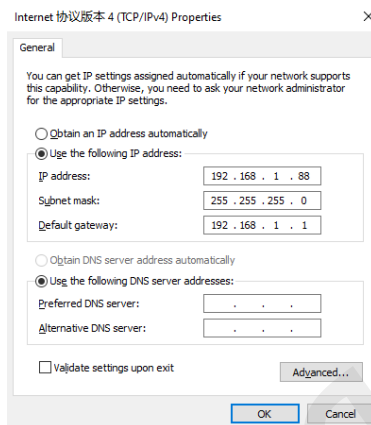 Internet 协议版本 4 (TCP/IPv4) Properties
General
You can get IP settings assigned automatically if your network supports
this capability. Otherwise, you need to ask your network administrator
for the appropriate IP settings.
Obtain an IP address automatically
Use the following IP address:
IP address: 192 . 168 . 1 . 88
Subnet mask: 255 . 255 . 255 . 0
Default gateway: 192 . 168 . 1 . 1
Obtain DNS server address automatically
Use the following DNS server addresses:
Preferred DNS server: . . .
Alternative DNS server: . . .
Validate settings upon exit
Advanced...
OK Cancel